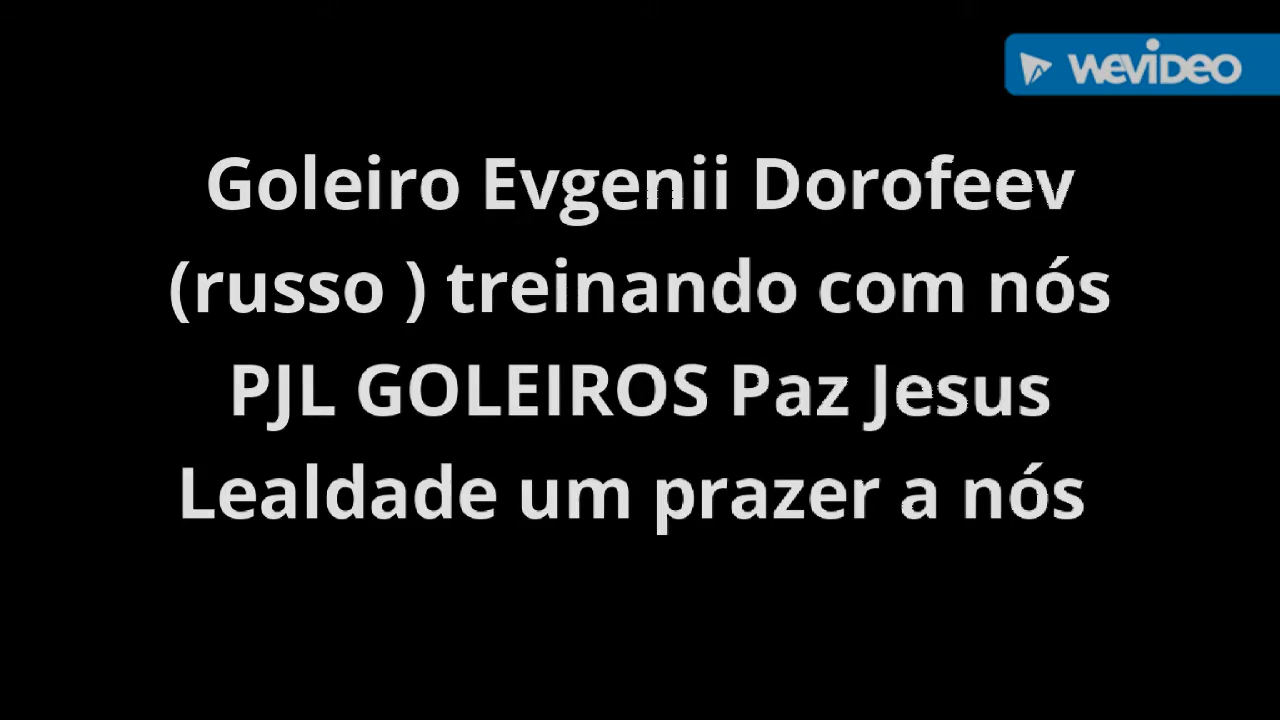 WEVIDEO
Goleiro Evgenii Dorofeev
(russo ) treinando com nós
PJL GOLEIROS Paz Jesus
Lealdade um prazer a nós